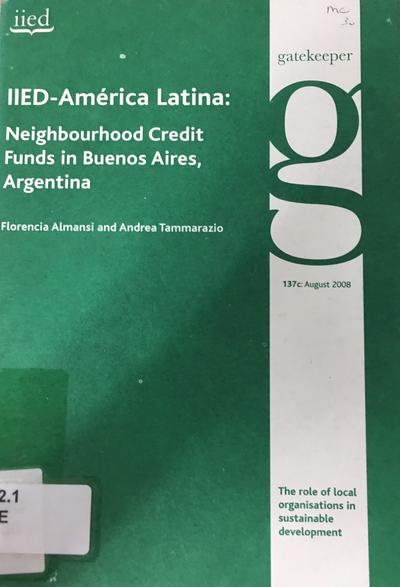 iied
mc
30
gatekeeper
IIED-América Latina:
Neighbourhood Credit
Funds in Buenos Aires,
Argentina
Florencia Almansi and Andrea Tammarazio
g
137c: August 2008
The role of local
organisations in
sustainable
development
2.1
E